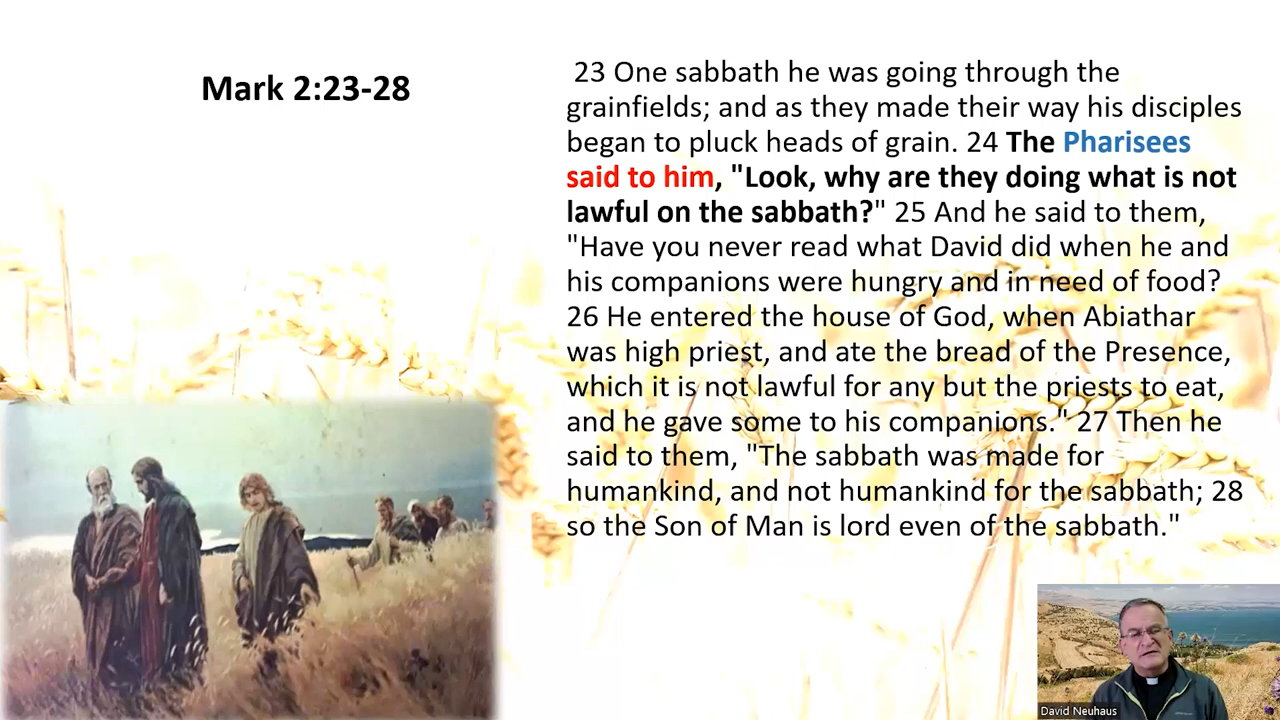 Mark 2:23-28
23 One sabbath he was going through the
grainfields; and as they made their way his disciples
began to pluck heads of grain. 24 The Pharisees
said to him, "Look, why are they doing what is not
lawful on the sabbath?" 25 And he said to them,
"Have you never read what David did when he and
his companions were hungry and in need of food?
26 He entered the house of God, when Abiathar
was high priest, and ate the bread of the Presence,
which it is not lawful for any but the priests to eat,
and he gave some to his companions." 27 Then he
said to them, "The sabbath was made for
humankind, and not humankind for the sabbath; 28
so the Son of Man is lord even of the sabbath."
David Neuhaus